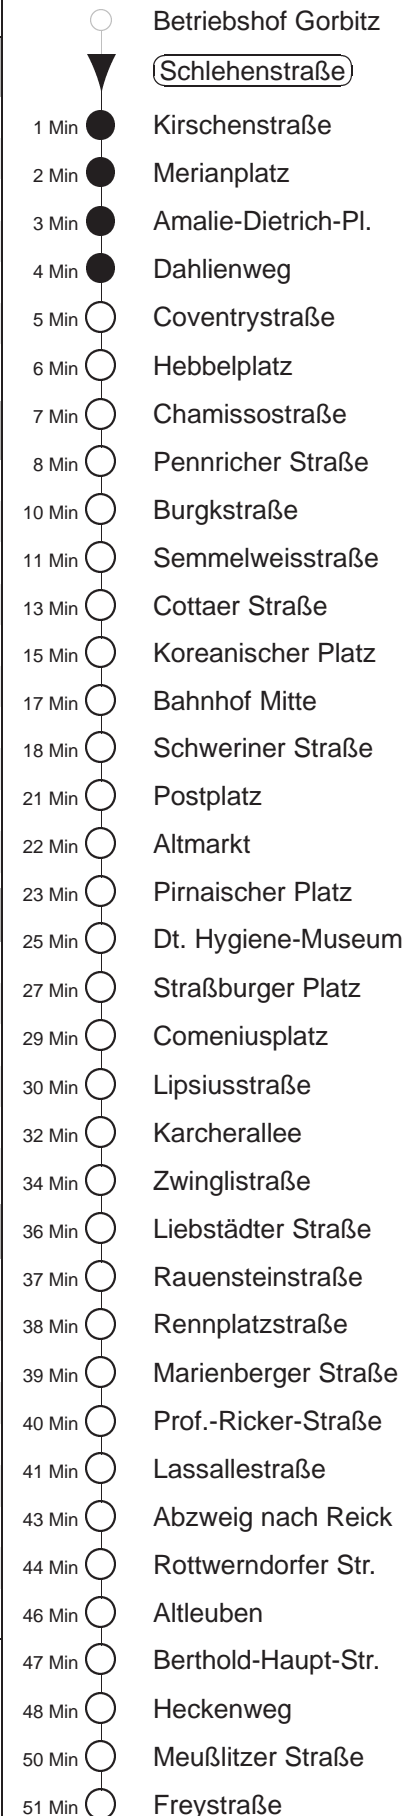 Betriebshof Gorbitz
Schlehenstraße
1 Min Kirschenstraße
2 Min Merianplatz
3 Min Amalie-Dietrich-Pl.
4 Min Dahlienweg
5 Min Coventrystraße
6 Min Hebbelplatz
7 Min Chamissostraße
8 Min Pennricher Straße
10 Min Burgkstraße
11 Min Semmelweisstraße
13 Min Cottaer Straße
15 Min Koreanischer Platz
17 Min Bahnhof Mitte
18 Min Schweriner Straße
21 Min Postplatz
22 Min Altmarkt
23 Min Pirnaischer Platz
25 Min Dt. Hygiene-Museum
27 Min Straßburger Platz
29 Min Comeniusplatz
30 Min Lipsiusstraße
32 Min Karcherallee
34 Min Zwinglistraße
36 Min Liebstädter Straße
37 Min Rauensteinstraße
38 Min Rennplatzstraße
39 Min Marienberger Straße
40 Min Prof.-Ricker-Straße
41 Min Lassallestraße
43 Min Abzweig nach Reick
44 Min Rottwerndorfer Str.
46 Min Altleuben
47 Min Berthold-Haupt-Str.
48 Min Heckenweg
50 Min Meußlitzer Straße
51 Min Freystraße